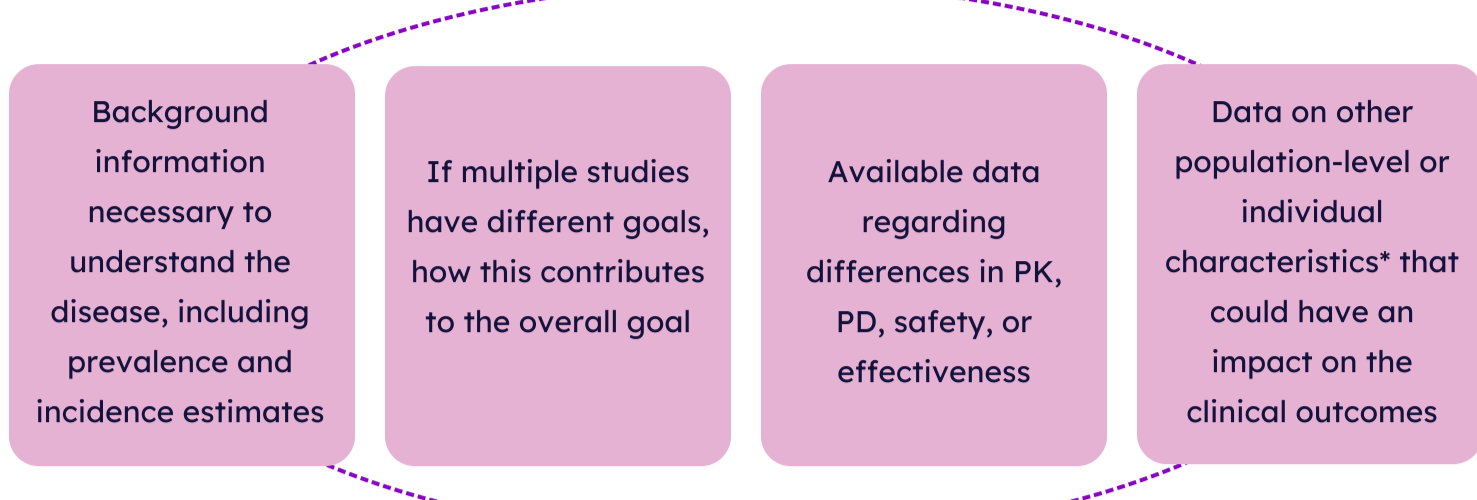 Background
information
necessary to
understand the
disease, including
prevalence and
incidence estimates
If multiple studies
have different goals,
how this contributes
to the overall goal
Available data
regarding
differences in PK,
PD, safety, or
effectiveness
Data on other
population-level or
individual
characteristics* that
could have an
impact on the
clinical outcomes